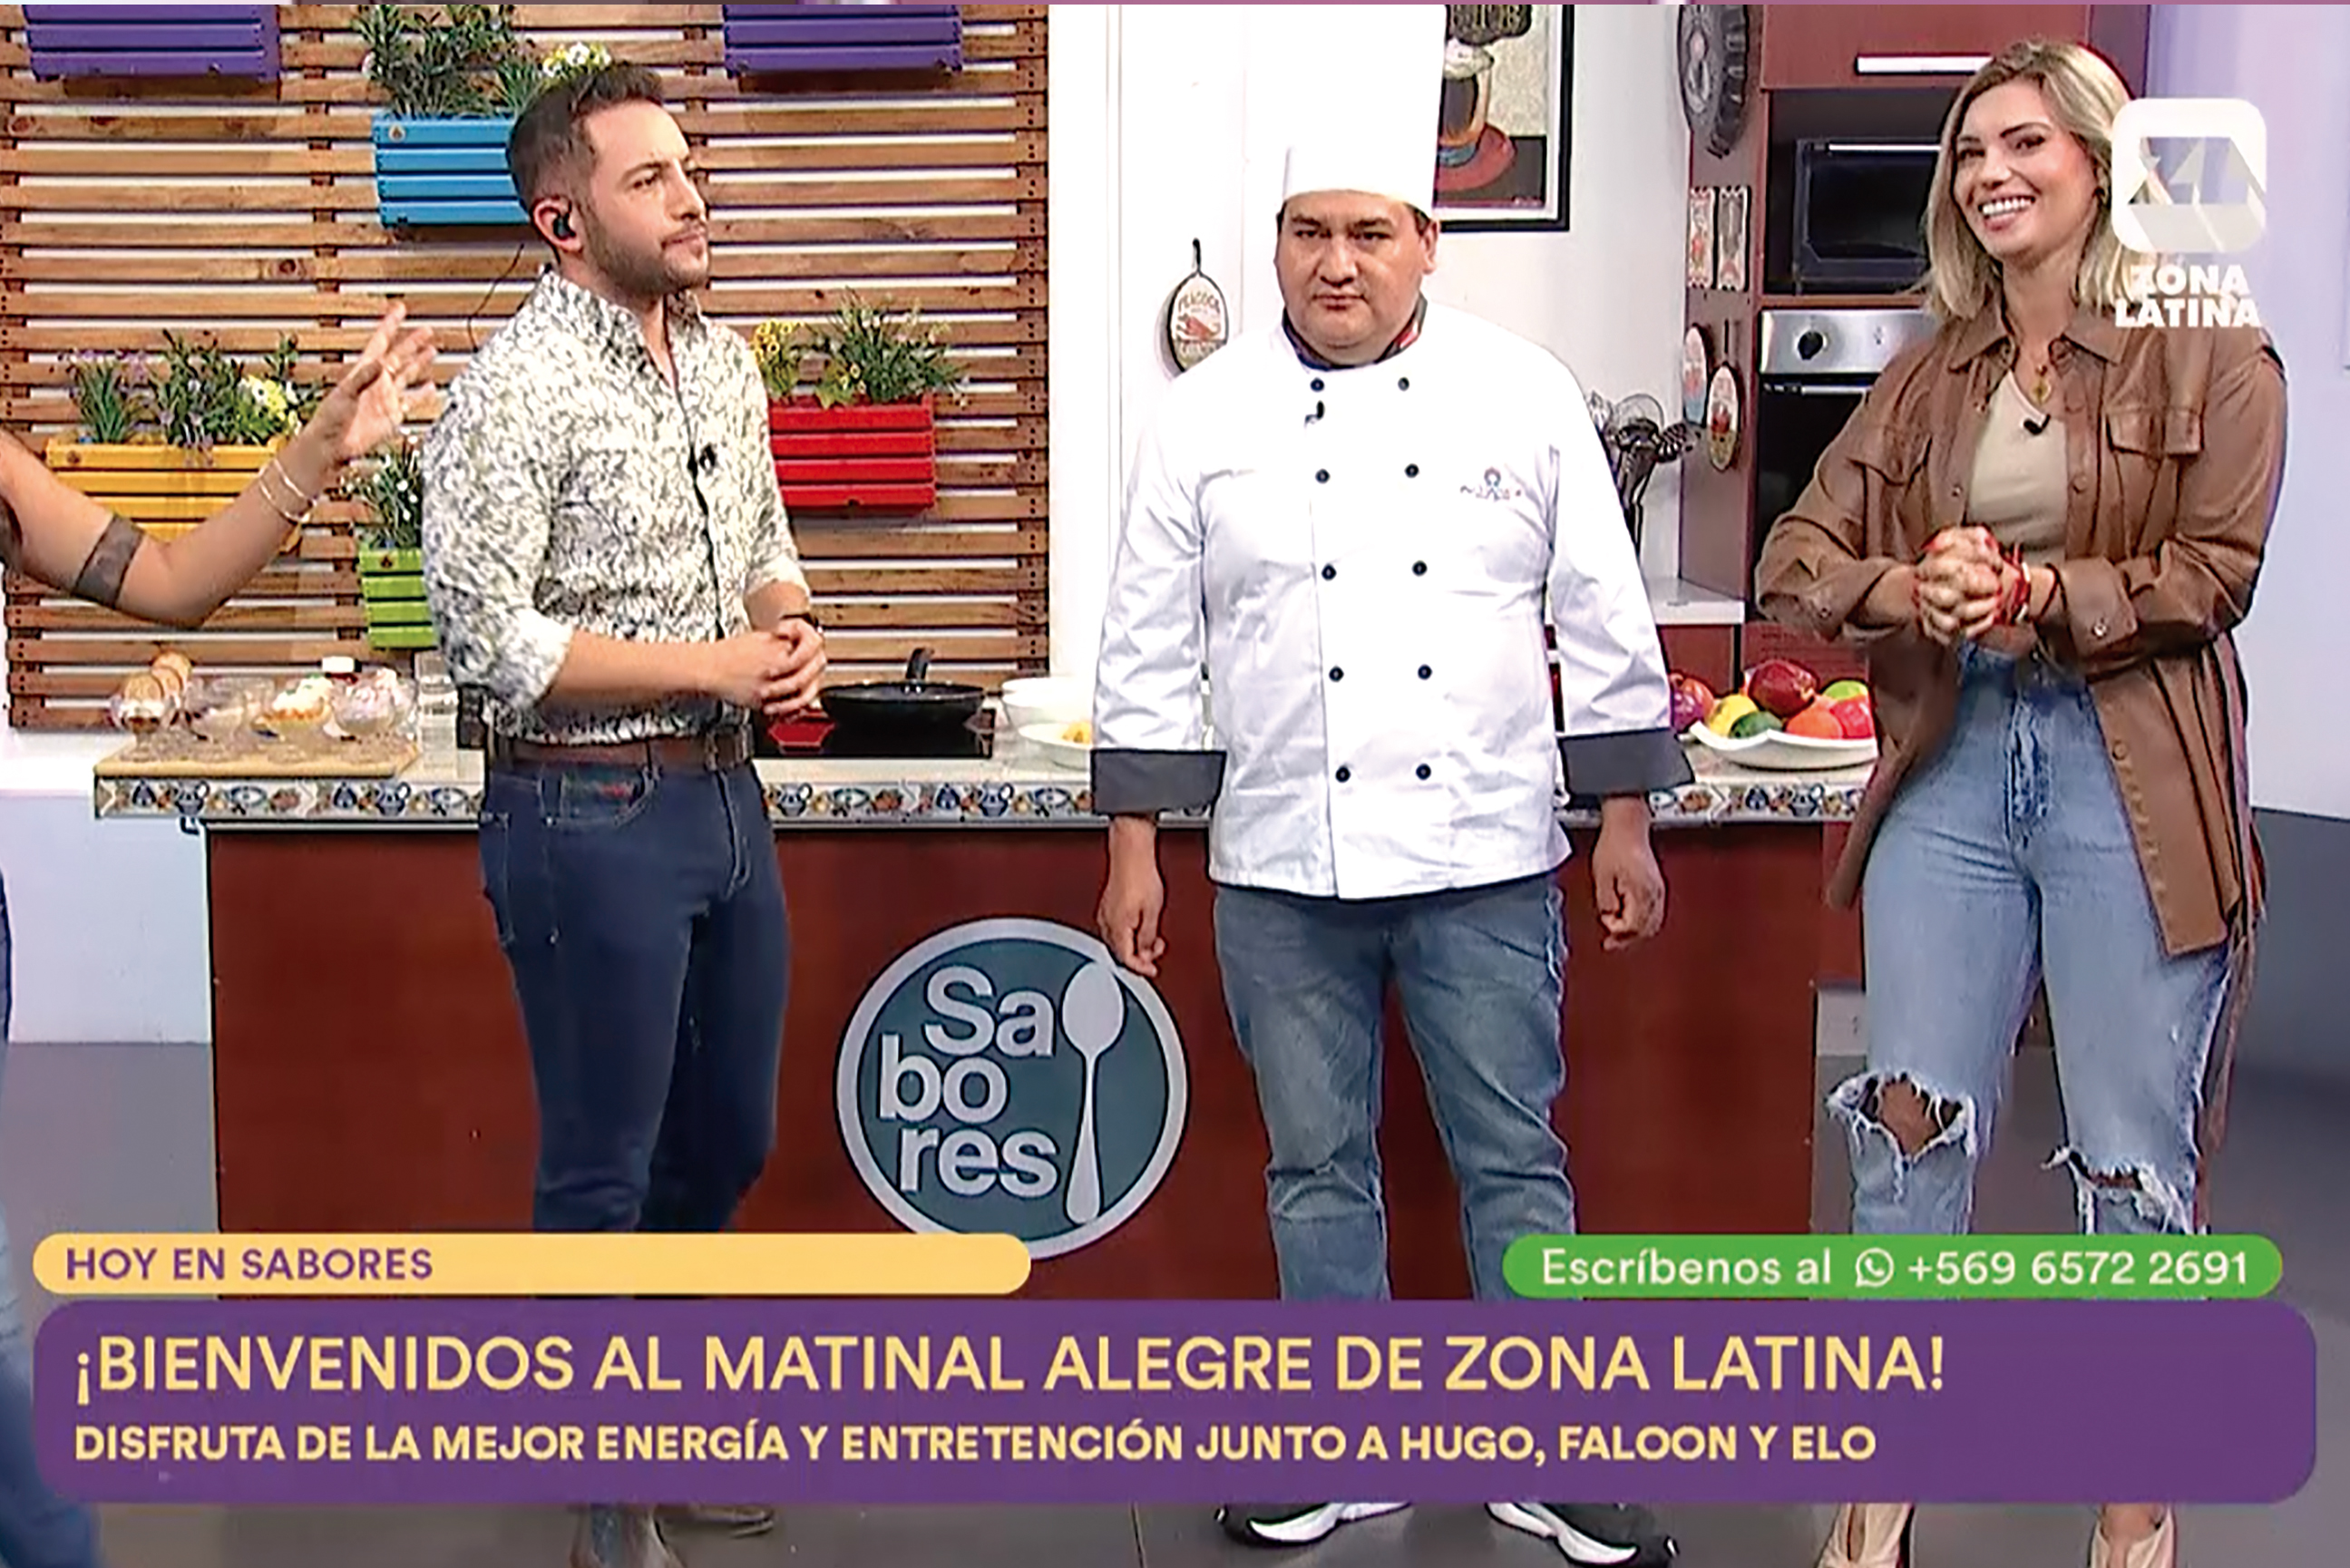 ZONA
LATINA
Sa
bo
res
HOY EN SABORES
Escríbenos al +569 6572 2691
¡BIENVENIDOS AL MATINAL ALEGRE DE ZONA LATINA!
DISFRUTA DE LA MEJOR ENERGÍA Y ENTRETENCIÓN JUNTO A HUGO, FALOON Y ELO